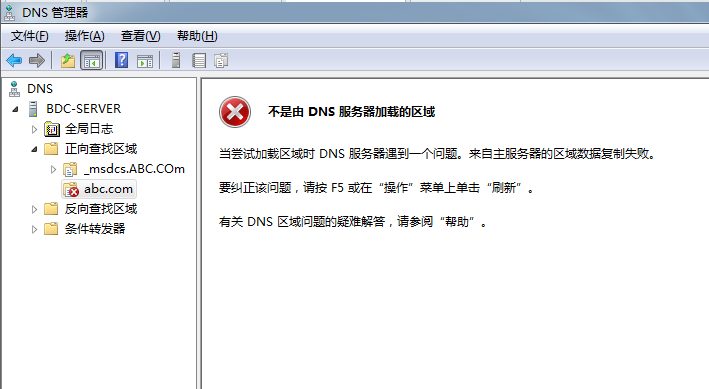 DNS 管理器
文件(F) 操作(A) 查看(V) 帮助(H)
DNS
BDC-SERVER
全局日志
正向查找区域
_msdcs.ABC.COm
abc.com
反向查找区域
条件转发器
不是由 DNS 服务器加载的区域
当尝试加载区域时 DNS 服务器遇到一个问题。来自主服务器的区域数据复制失败。
要纠正该问题，请按 F5 或在“操作”菜单上单击“刷新”。
有关 DNS 区域问题的疑难解答，请参阅“帮助”。